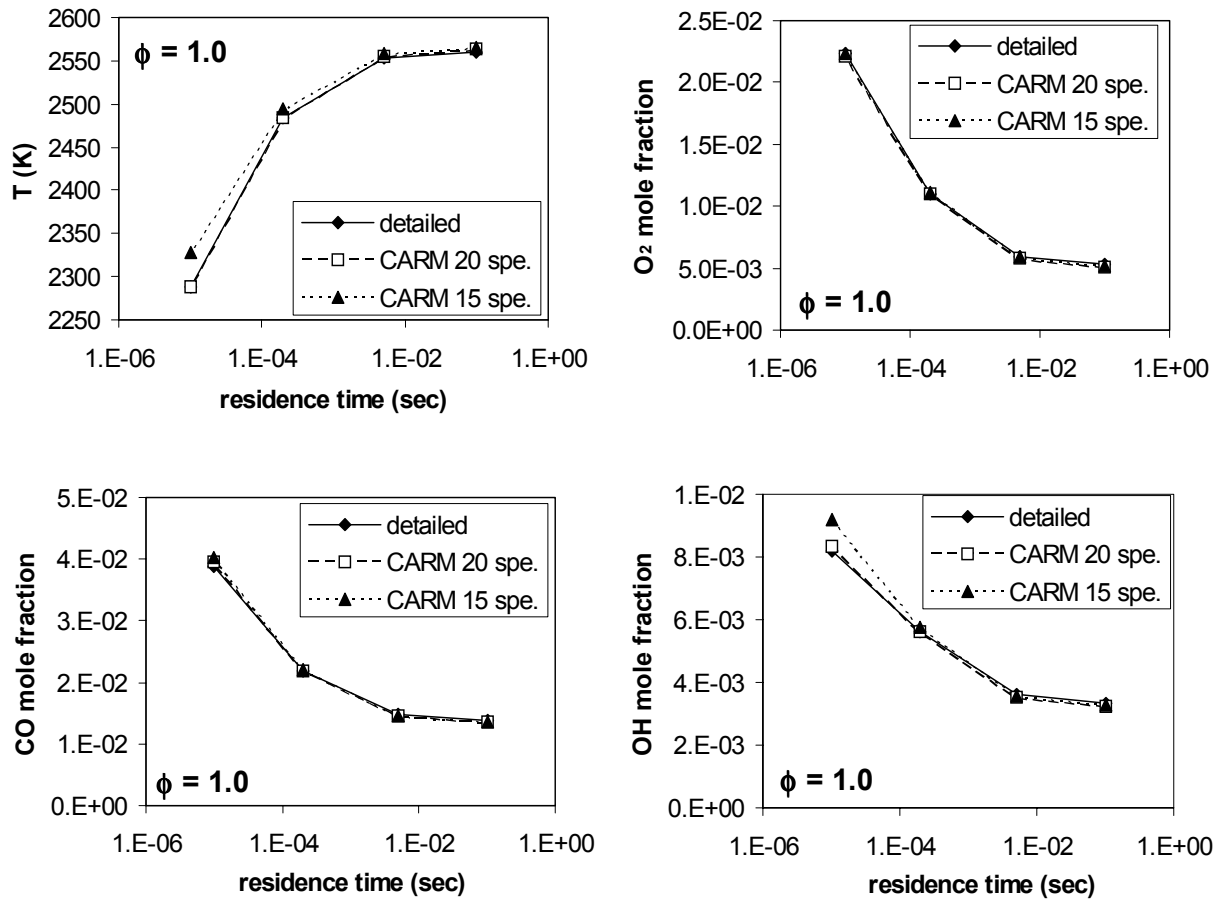 2600
2550
2500
2450
2400
2350
2300
2250
T (K)
ϕ = 1.0
detailed
CARM 20 spe.
CARM 15 spe.
1.E-06 1.E-04 1.E-02 1.E+00
residence time (sec)
2.5E-02
2.0E-02
1.5E-02
1.0E-02
5.0E-03
0.0E+00
O2 mole fraction
detailed
CARM 20 spe.
CARM 15 spe.
ϕ = 1.0
1.E-06 1.E-04 1.E-02 1.E+00
5.E-02
4.E-02
3.E-02
2.E-02
1.E-02
0.E+00
CO mole fraction
detailed
CARM 20 spe.
CARM 15 spe.
ϕ = 1.0
1.E-06 1.E-04 1.E-02 1.E+00
residence time (sec)
1.E-02
8.E-03
6.E-03
4.E-03
2.E-03
0.E+00
OH mole fraction
detailed
CARM 20 spe.
CARM 15 spe.
ϕ = 1.0
1.E-06 1.E-04 1.E-02 1.E+00
residence time (sec)